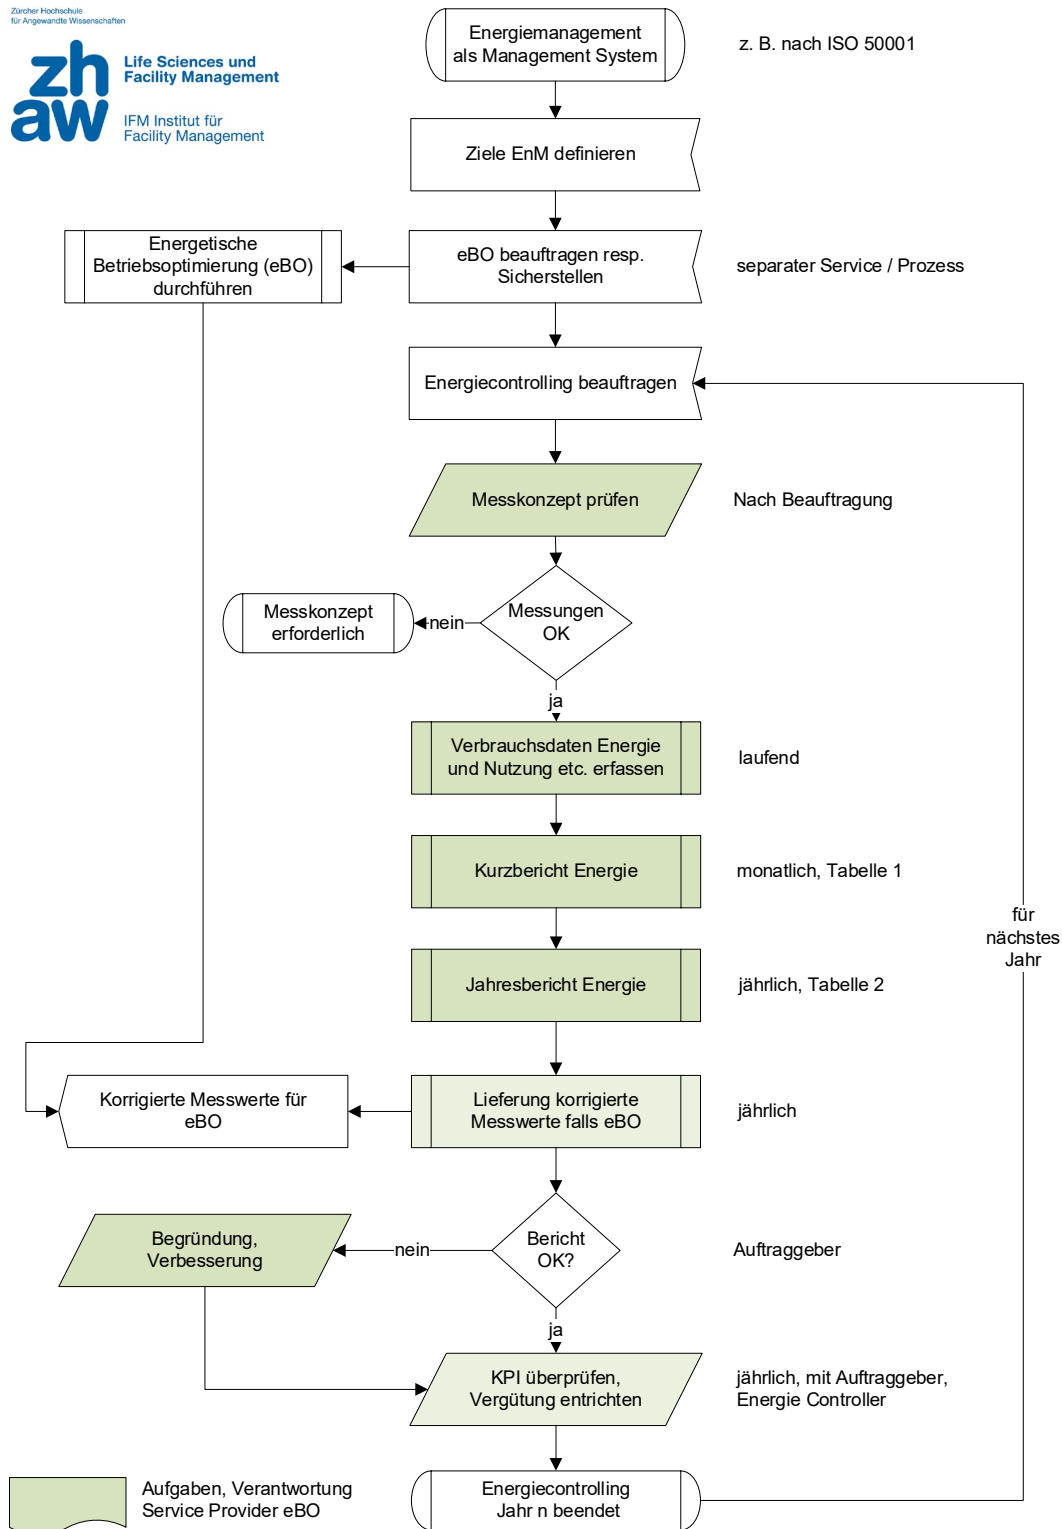 Zürcher Hochschule
für Angewandte Wissenschaften
zh
aw
Life Sciences und
Facility Management
IFM Institut für
Facility Management
Energiemanagement
als Management System
z. B. nach ISO 50001
Ziele EnM definieren
Energetische
Betriebsoptimierung (eBO)
durchführen
eBO beauftragen resp.
Sicherstellen
separater Service / Prozess
Energiecontrolling beauftragen
Messkonzept prüfen
Nach Beauftragung
Messkonzept
erforderlich
nein
Messungen
OK
ja
Verbrauchsdaten Energie
und Nutzung etc. erfassen
laufend
Kurzbericht Energie
monatlich, Tabelle 1
für
nächstes
Jahr
Jahresbericht Energie
jährlich, Tabelle 2
Korrigierte Messwerte für
eBO
Lieferung korrigierte
Messwerte falls eBO
jährlich
Begründung,
Verbesserung
nein
Bericht
OK?
Auftraggeber
ja
KPI überprüfen,
Vergütung entrichten
jährlich, mit Auftraggeber,
Energie Controller
Aufgaben, Verantwortung
Service Provider eBO
Energiecontrolling
Jahr n beendet